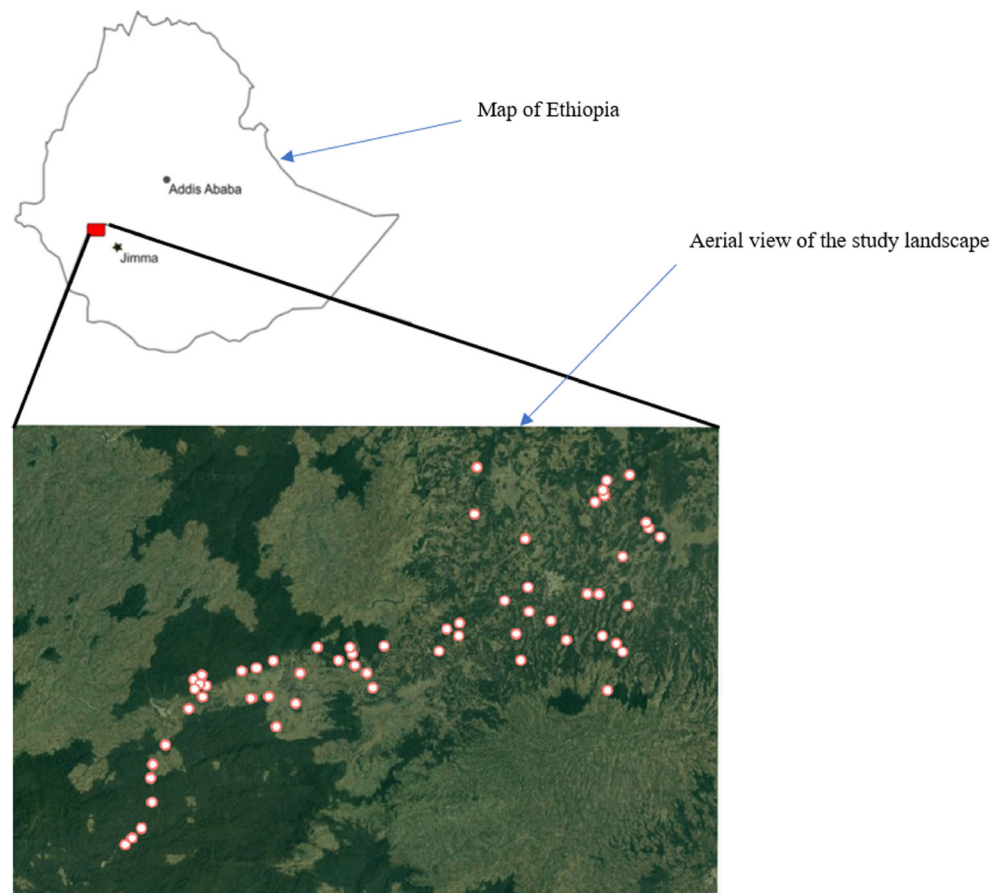 Map of Ethiopia
Addis Ababa
Aerial view of the study landscape
Jimma